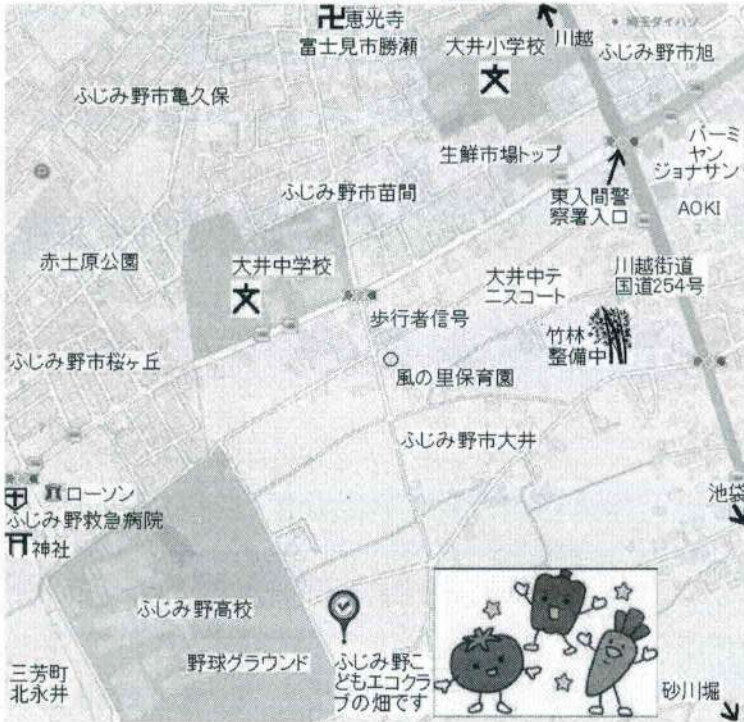 卍恵光寺
富士見市勝瀬
大井小学校
川越
埼玉ダイハツ
ふじみ野市旭
ふじみ野市亀久保
文
生鮮市場トップ
バーミ
ヤン
ジョナサン
ふじみ野市苗間
東入間警
察署入口
AOKI
赤土原公園
大井中学校
文
大井中テ
ニスコート
川越街道
国道254号
歩行者信号
竹林
整備中
ふじみ野市桜ヶ丘
風の里保育園
ふじみ野市大井
ローソン
池袋
ふじみ野救急病院
神社
ふじみ野高校
野球グラウンド
ふじみ野こ
どもエコクラ
ブの畑です
三芳町
北永井
砂川堀